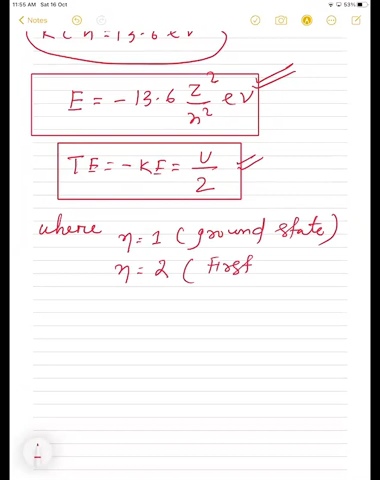 11:55 AM Sat 16 Oct
53%
Notes
E = -13.6 Z²/n² eV
TE = -KE = U/2
where n = 1 (ground state)
n = 2 (First